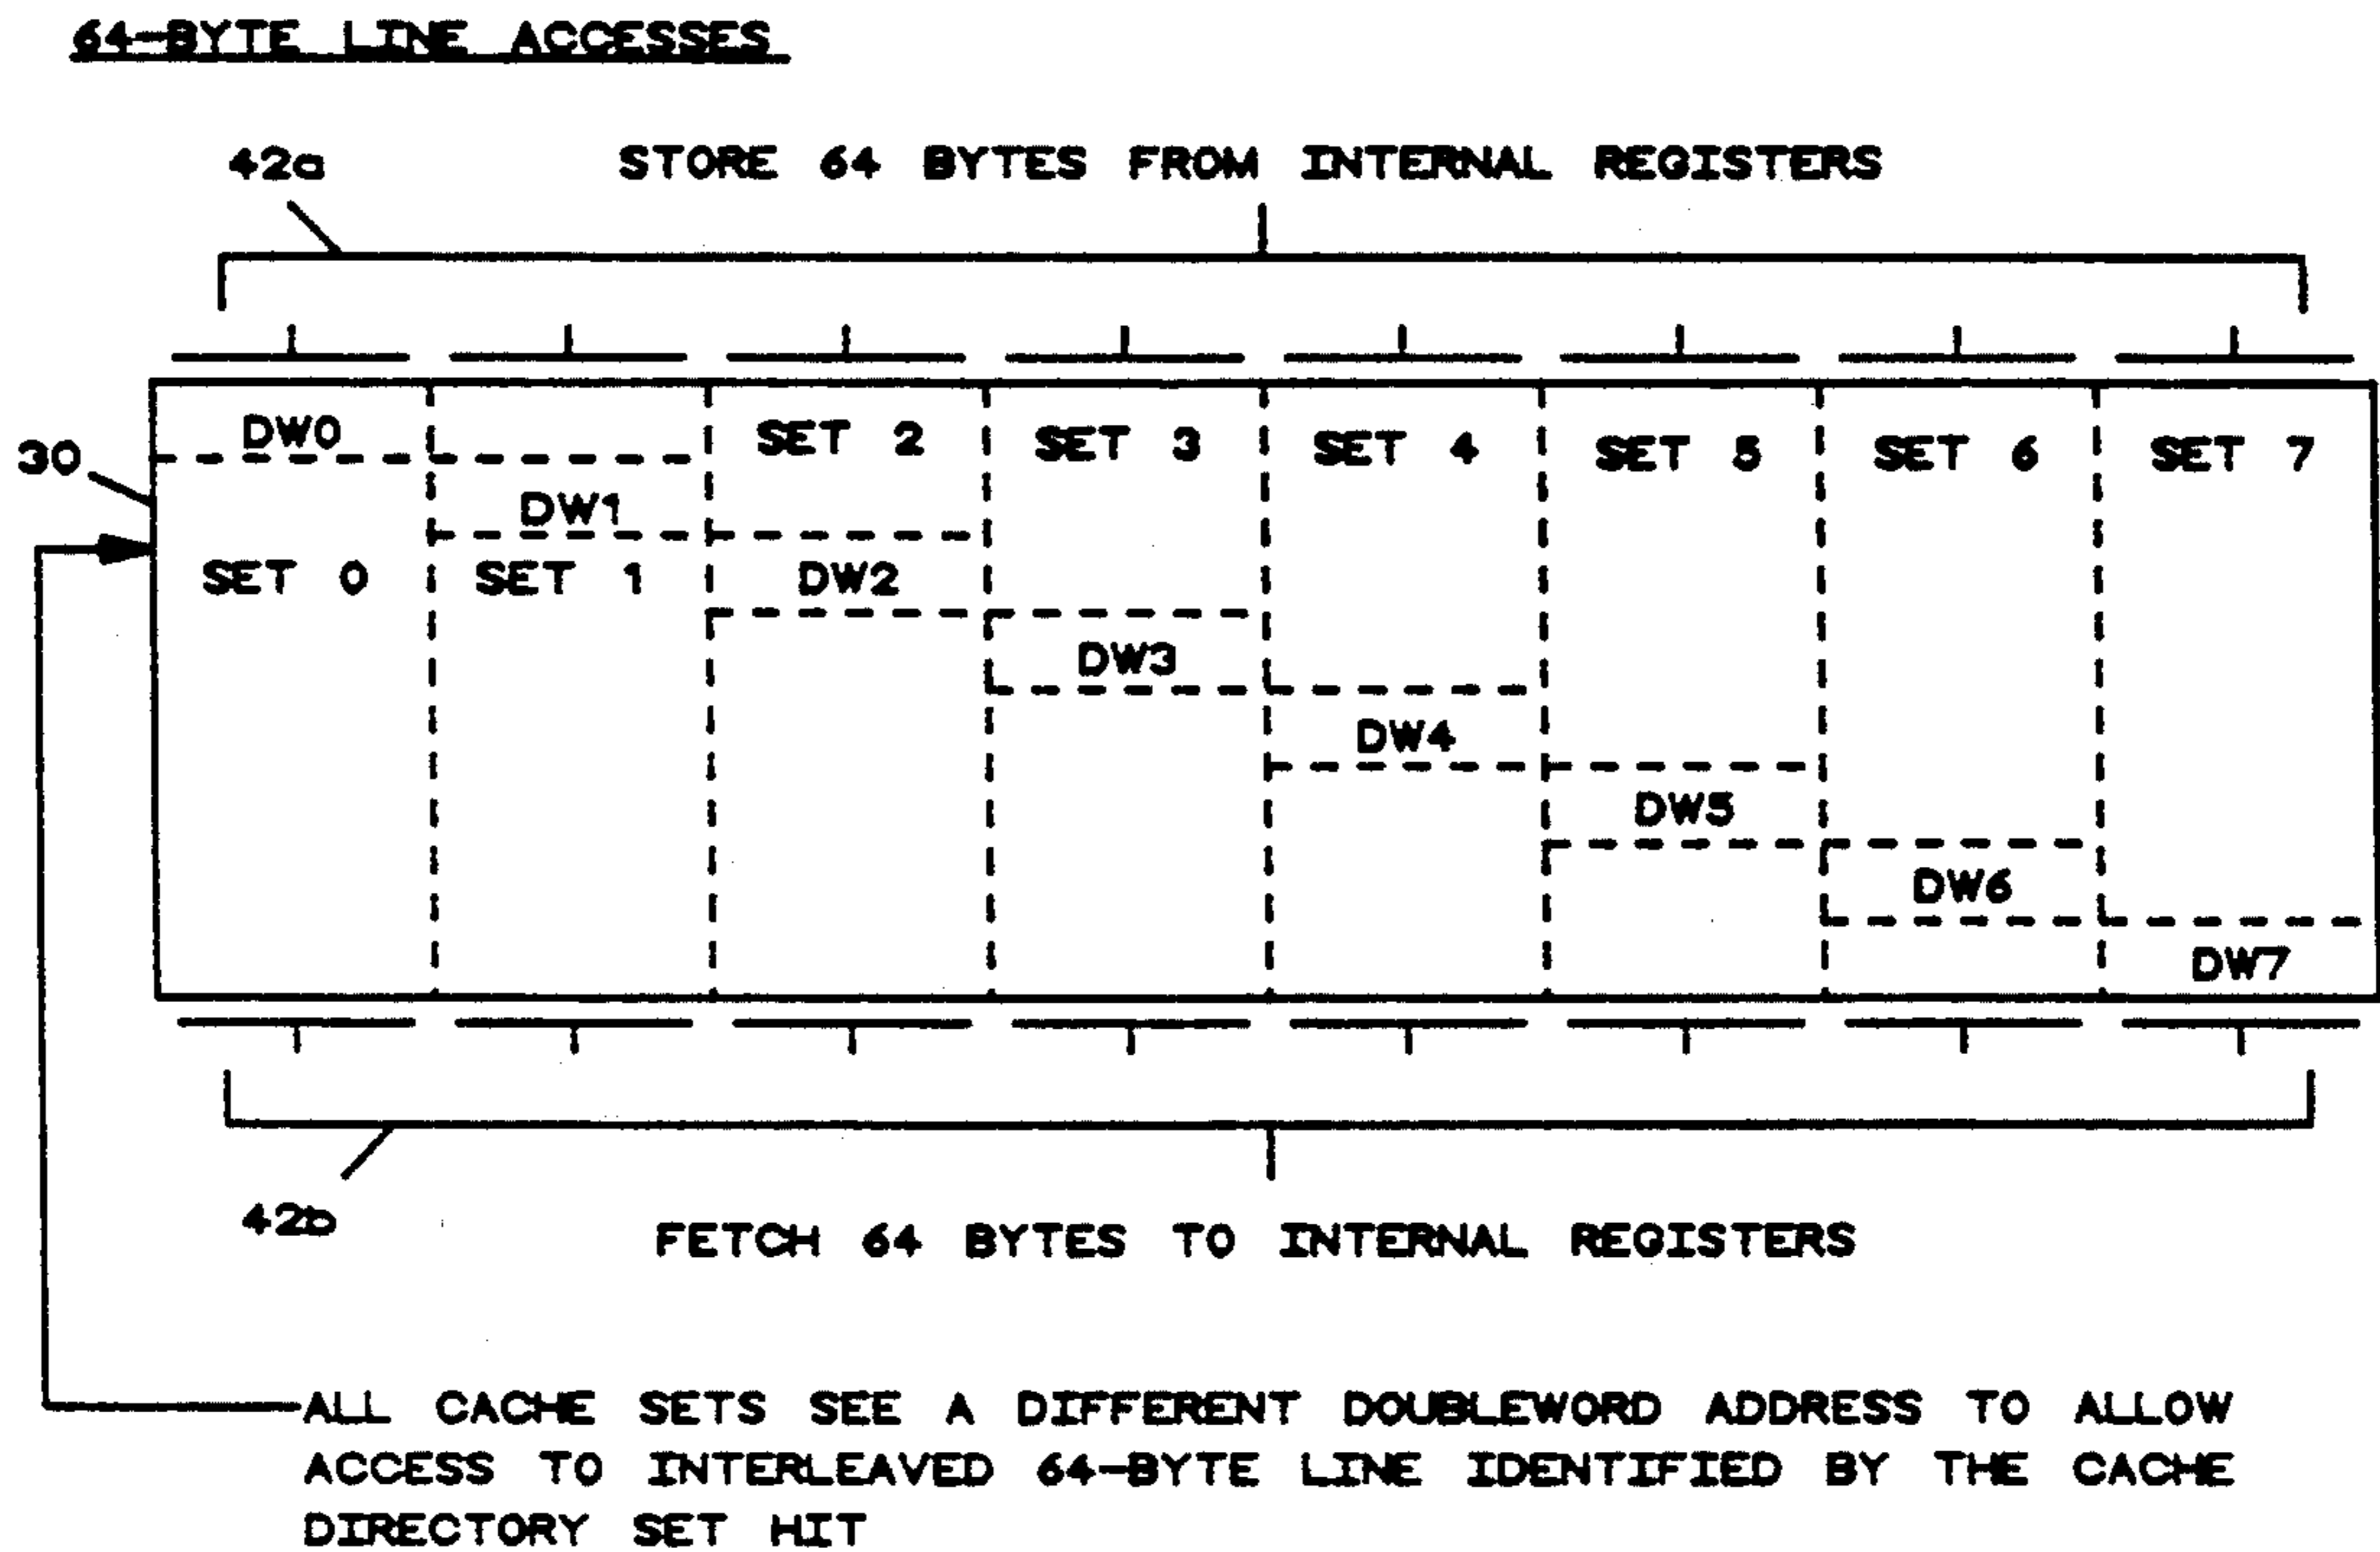 64-BYTE LINE ACCESSES
42a
STORE 64 BYTES FROM INTERNAL REGISTERS
30
DW0
SET 2
SET 3
SET 4
SET 5
SET 6
SET 7
DW1
SET 0
SET 1
DW2
DW3
DW4
DW5
DW6
DW7
42b
FETCH 64 BYTES TO INTERNAL REGISTERS
ALL CACHE SETS SEE A DIFFERENT DOUBLEWORD ADDRESS TO ALLOW
ACCESS TO INTERLEAVED 64-BYTE LINE IDENTIFIED BY THE CACHE
DIRECTORY SET HIT